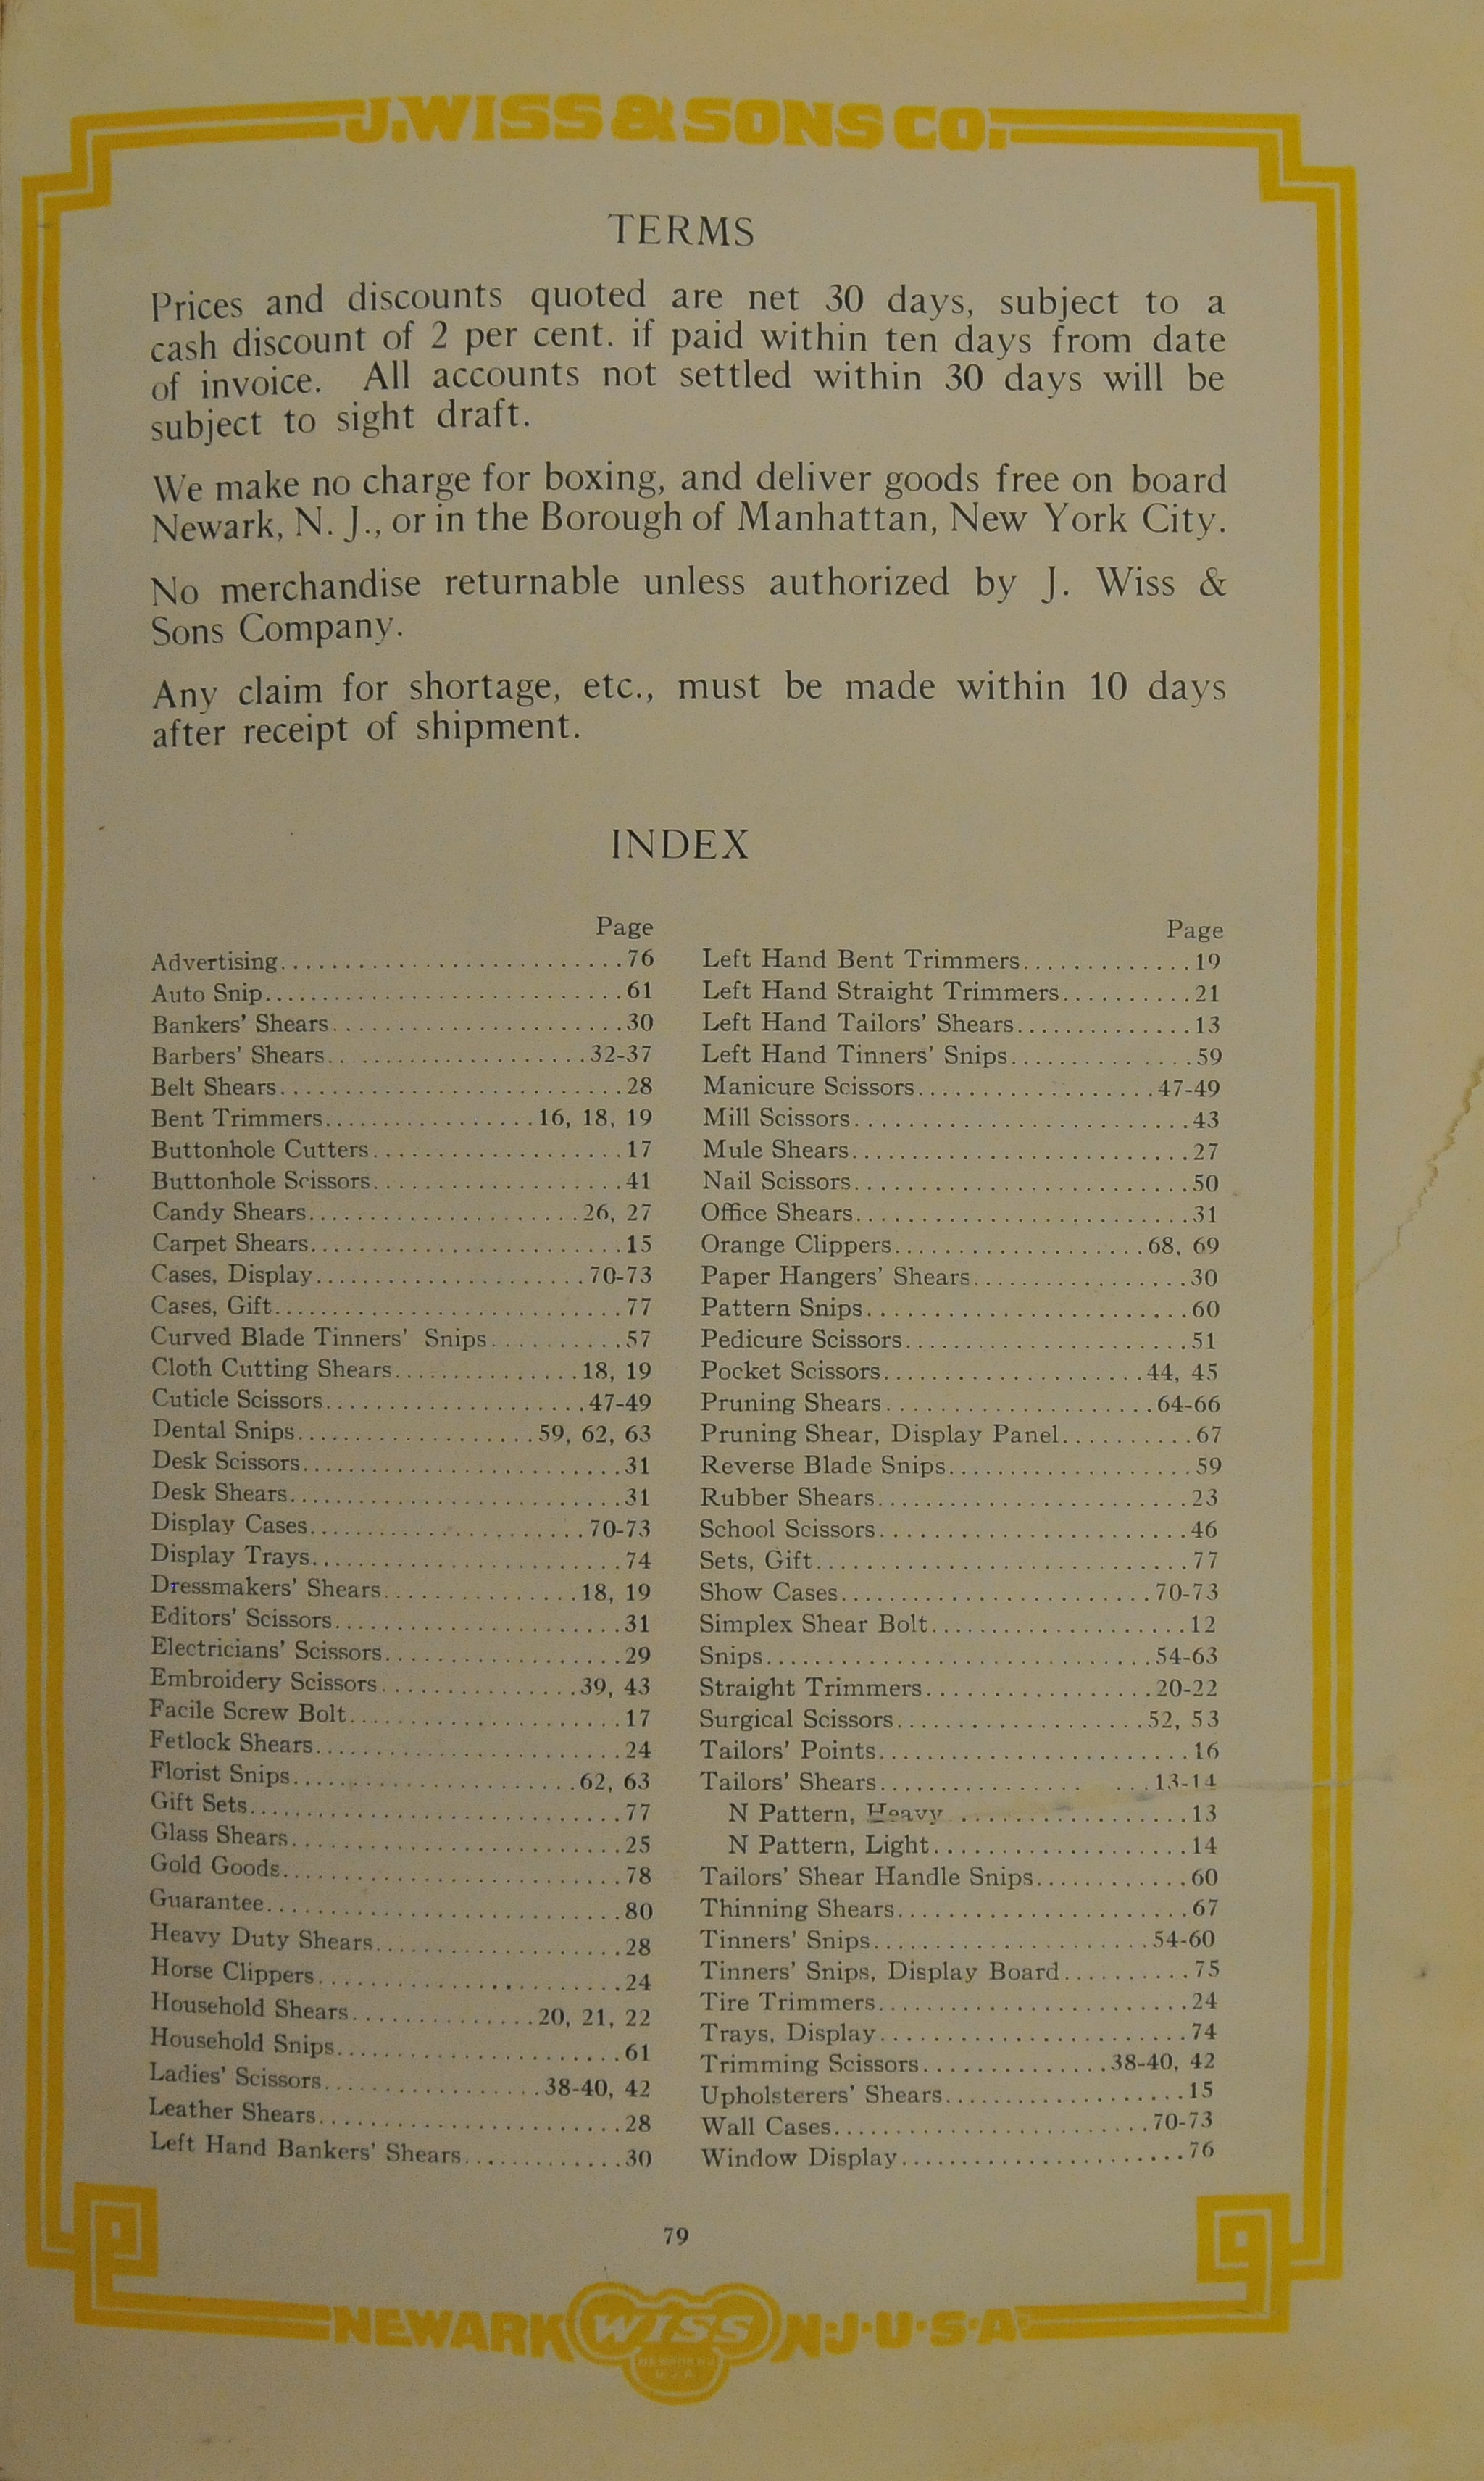 J. WISS & SONS CO.
TERMS
Prices and discounts quoted are net 30 days, subject to a
cash discount of 2 per cent. if paid within ten days from date
of invoice. All accounts not settled within 30 days will be
subject to sight draft.
We make no charge for boxing, and deliver goods free on board
Newark, N. J., or in the Borough of Manhattan, New York City.
No merchandise returnable unless authorized by J. Wiss &
Sons Company.
Any claim for shortage, etc., must be made within 10 days
after receipt of shipment.
INDEX
Page
Advertising...........................76
Auto Snip............................61
Bankers' Shears.......................30
Barbers' Shears.. ..................32-37
Belt Shears...........................28
Bent Trimmers.................16, 18, 19
Buttonhole Cutters....................17
Buttonhole Scissors....................41
Candy Shears.....................26, 27
Carpet Shears.........................15
Cases, Display.....................70-73
Cases, Gift............................77
Curved Blade Tinners' Snips...........57
Cloth Cutting Shears...............18, 19
Cuticle Scissors.....................47-49
Dental Snips...................59, 62, 63
Desk Scissors.........................31
Desk Shears..........................31
Display Cases......................70-73
Display Trays.........................74
Dressmakers' Shears................18, 19
Editors' Scissors.......................31
Electricians' Scissors...................29
Embroidery Scissors................39, 43
Facile Screw Bolt......................17
Fetlock Shears.........................24
Florist Snips.......................62, 63
Gift Sets..............................77
Glass Shears..........................25
Gold Goods...........................78
Guarantee............................80
Heavy Duty Shears....................28
Horse Clippers........................24
Household Shears...............20, 21, 22
Household Snips.......................61
Ladies' Scissors..................38-40, 42
Leather Shears........................28
Left Hand Bankers' Shears.............30
Page
Left Hand Bent Trimmers.............19
Left Hand Straight Trimmers..........21
Left Hand Tailors' Shears..............13
Left Hand Tinners' Snips...............59
Manicure Scissors...................47-49
Mill Scissors...........................43
Mule Shears...........................27
Nail Scissors...........................50
Office Shears..........................31
Orange Clippers....................68, 69
Paper Hangers' Shears.................30
Pattern Snips..........................60
Pedicure Scissors.......................51
Pocket Scissors.....................44, 45
Pruning Shears.....................64-66
Pruning Shear, Display Panel..........67
Reverse Blade Snips...................59
Rubber Shears.........................23
School Scissors.........................46
Sets, Gift..............................77
Show Cases.........................70-73
Simplex Shear Bolt....................12
Snips...............................54-63
Straight Trimmers..................20-22
Surgical Scissors....................52, 53
Tailors' Points.........................16
Tailors' Shears................ ...13-14
N Pattern, Heavy ..................13
N Pattern, Light....................14
Tailors' Shear Handle Snips............60
Thinning Shears.......................67
Tinners' Snips......................54-60
Tinners' Snips, Display Board..........75
Tire Trimmers.........................24
Trays, Display.........................74
Trimming Scissors..............38-40, 42
Upholsterers' Shears...................15
Wall Cases.........................70-73
Window Display.......................76
79
NEWARK WISS N·J·U·S·A
NEWARK N.J.
U.S.A.